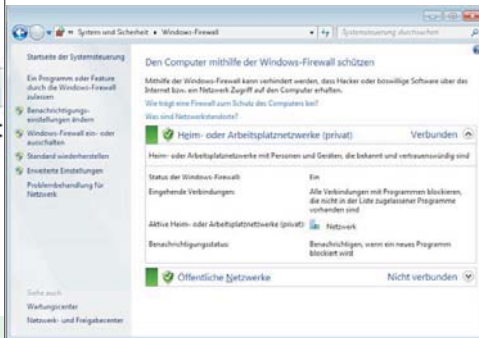 System und Sicherheit ▸ Windows-Firewall
Systemsteuerung durchsuchen
Startseite der Systemsteuerung
Ein Programm oder Feature
durch die Windows-Firewall
zulassen
Benachrichtigungs-
einstellungen ändern
Windows-Firewall ein- oder
ausschalten
Standard wiederherstellen
Erweiterte Einstellungen
Problembehandlung für
Netzwerk
Siehe auch
Wartungscenter
Netzwerk- und Freigabecenter
Den Computer mithilfe der Windows-Firewall schützen
Mithilfe der Windows-Firewall kann verhindert werden, dass Hacker oder böswillige Software über das
Internet bzw. ein Netzwerk Zugriff auf den Computer erhalten.
Wie trägt eine Firewall zum Schutz des Computers bei?
Was sind Netzwerkstandorte?
Heim- oder Arbeitsplatznetzwerke (privat) Verbunden
Heim- oder Arbeitsplatznetzwerke mit Personen und Geräten, die bekannt und vertrauenswürdig sind
Status der Windows-Firewall: Ein
Eingehende Verbindungen: Alle Verbindungen mit Programmen blockieren,
die nicht in der Liste zugelassener Programme
vorhanden sind
Aktive Heim- oder Arbeitsplatznetzwerke (privat): Netzwerk
Benachrichtigungsstatus: Benachrichtigen, wenn ein neues Programm
blockiert wird
Öffentliche Netzwerke Nicht verbunden